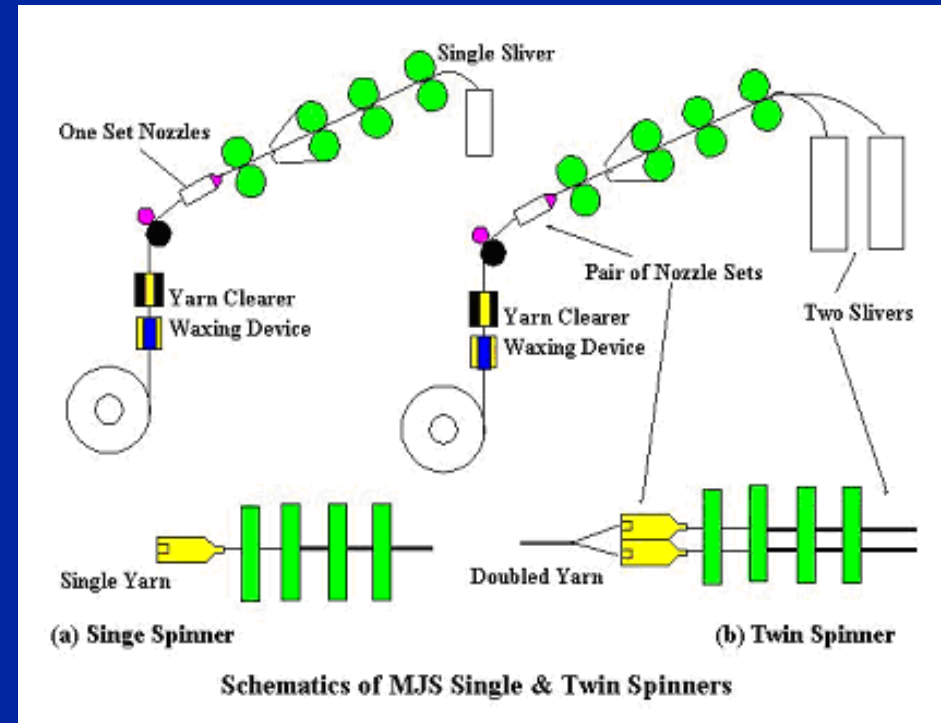 Single Sliver
One Set Nozzles
Pair of Nozzle Sets
Yarn Clearer
Waxing Device
Yarn Clearer
Waxing Device
Two Slivers
Single Yarn
Doubled Yarn
(a) Singe Spinner
(b) Twin Spinner
Schematics of MJS Single & Twin Spinners